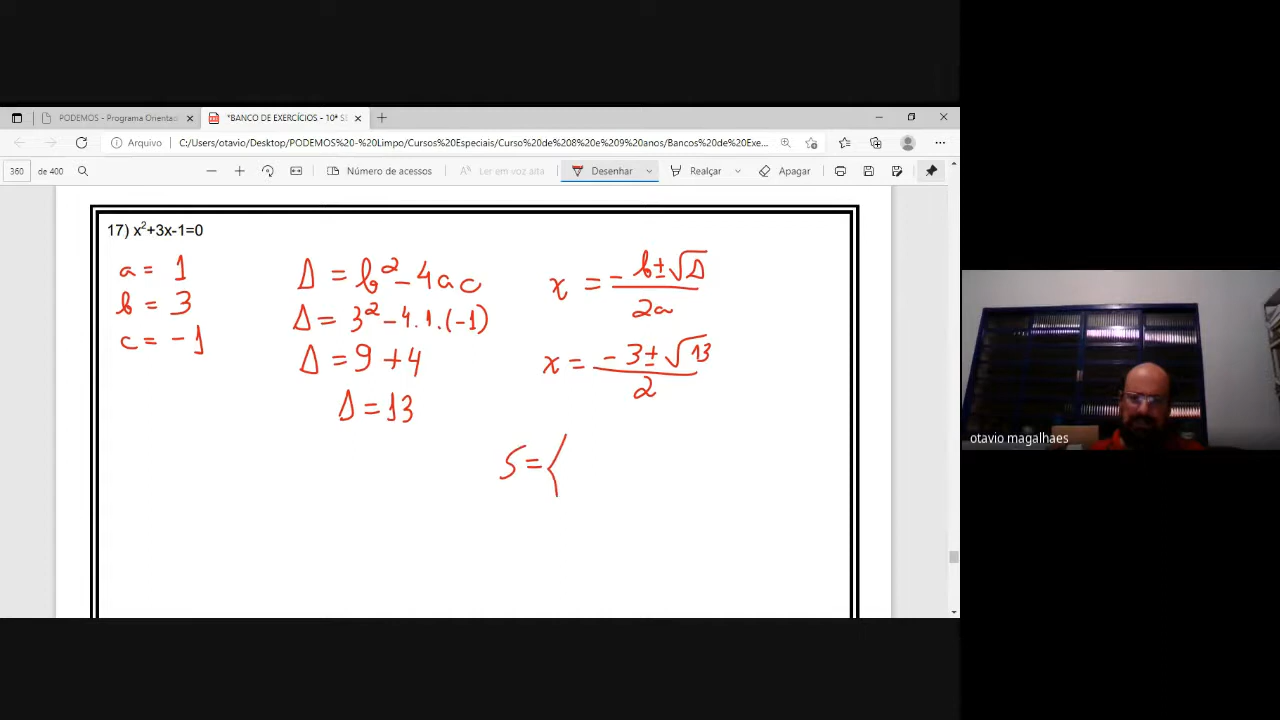 PODEMOS - Programa Orientad
*BANCO DE EXERCÍCIOS - 10ª SÉ
Arquivo
C:/Users/otavio/Desktop/PODEMOS%20-%20Limpo/Cursos%20Especiais/Curso%20de%208%20e%209%20anos/Bancos%20de%20Exe...
360 de 400
Número de acessos
Ler em voz alta
Desenhar
Realçar
Apagar
17) x²+3x-1=0
a = 1
b = 3
c = -1
Δ = b² - 4ac
Δ = 3² - 4.1.(-1)
Δ = 9 + 4
Δ = 13
x = -b±√Δ / 2a
x = -3±√13 / 2
S = {
otavio magalhaes